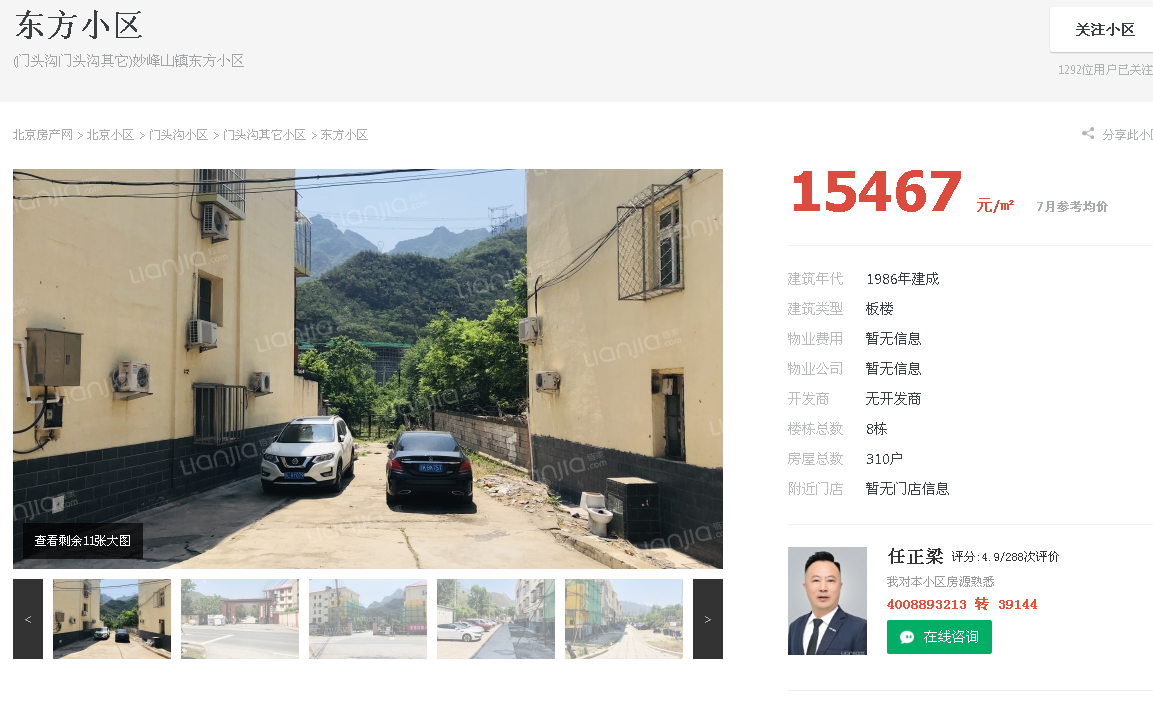 东方小区
(门头沟门头沟其它)妙峰山镇东方小区
关注小区
1292位用户已关注
北京房产网 > 北京小区 > 门头沟小区 > 门头沟其它小区 > 东方小区
分享此小
查看剩余11张大图
<
>
15467 元/㎡ 7月参考均价
建筑年代 1986年建成
建筑类型 板楼
物业费用 暂无信息
物业公司 暂无信息
开发商 无开发商
楼栋总数 8栋
房屋总数 310户
附近门店 暂无门店信息
任正梁 评分:4.9/288次评价
我对本小区房源熟悉
4008893213 转 39144
在线咨询
lianjia.com